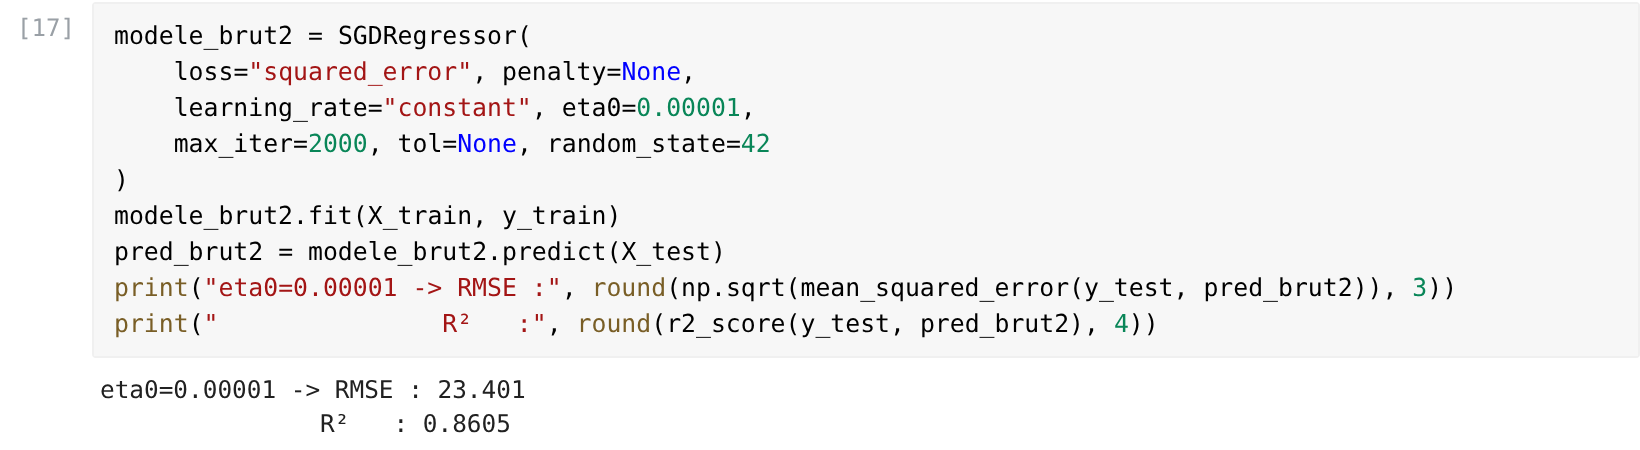 [17]
modele_brut2 = SGDRegressor(
    loss="squared_error", penalty=None,
    learning_rate="constant", eta0=0.00001,
    max_iter=2000, tol=None, random_state=42
)
modele_brut2.fit(X_train, y_train)
pred_brut2 = modele_brut2.predict(X_test)
print("eta0=0.00001 -> RMSE :", round(np.sqrt(mean_squared_error(y_test, pred_brut2)), 3))
print("               R²   :", round(r2_score(y_test, pred_brut2), 4))
eta0=0.00001 -> RMSE : 23.401
               R²   : 0.8605